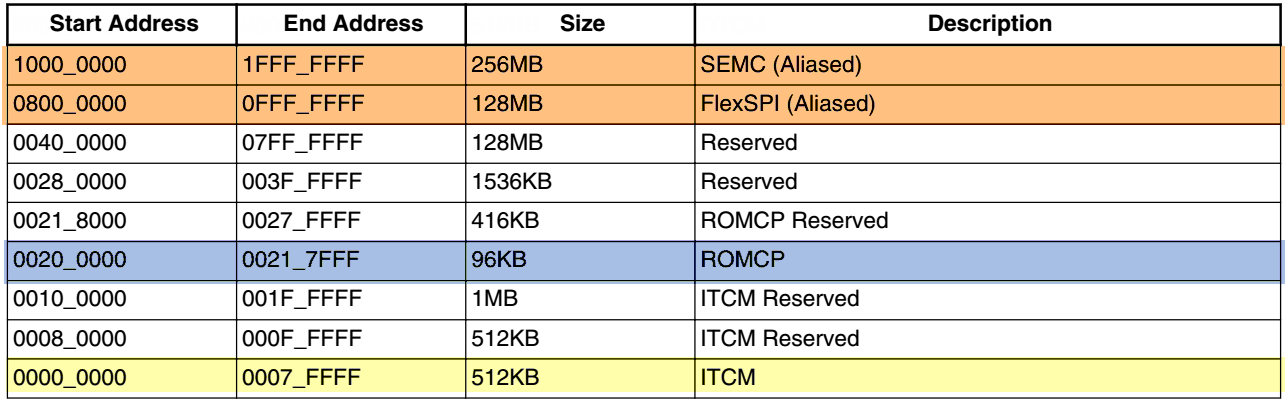 Start Address End Address Size Description
1000_0000 1FFF_FFFF 256MB SEMC (Aliased)
0800_0000 0FFF_FFFF 128MB FlexSPI (Aliased)
0040_0000 07FF_FFFF 128MB Reserved
0028_0000 003F_FFFF 1536KB Reserved
0021_8000 0027_FFFF 416KB ROMCP Reserved
0020_0000 0021_7FFF 96KB ROMCP
0010_0000 001F_FFFF 1MB ITCM Reserved
0008_0000 000F_FFFF 512KB ITCM Reserved
0000_0000 0007_FFFF 512KB ITCM